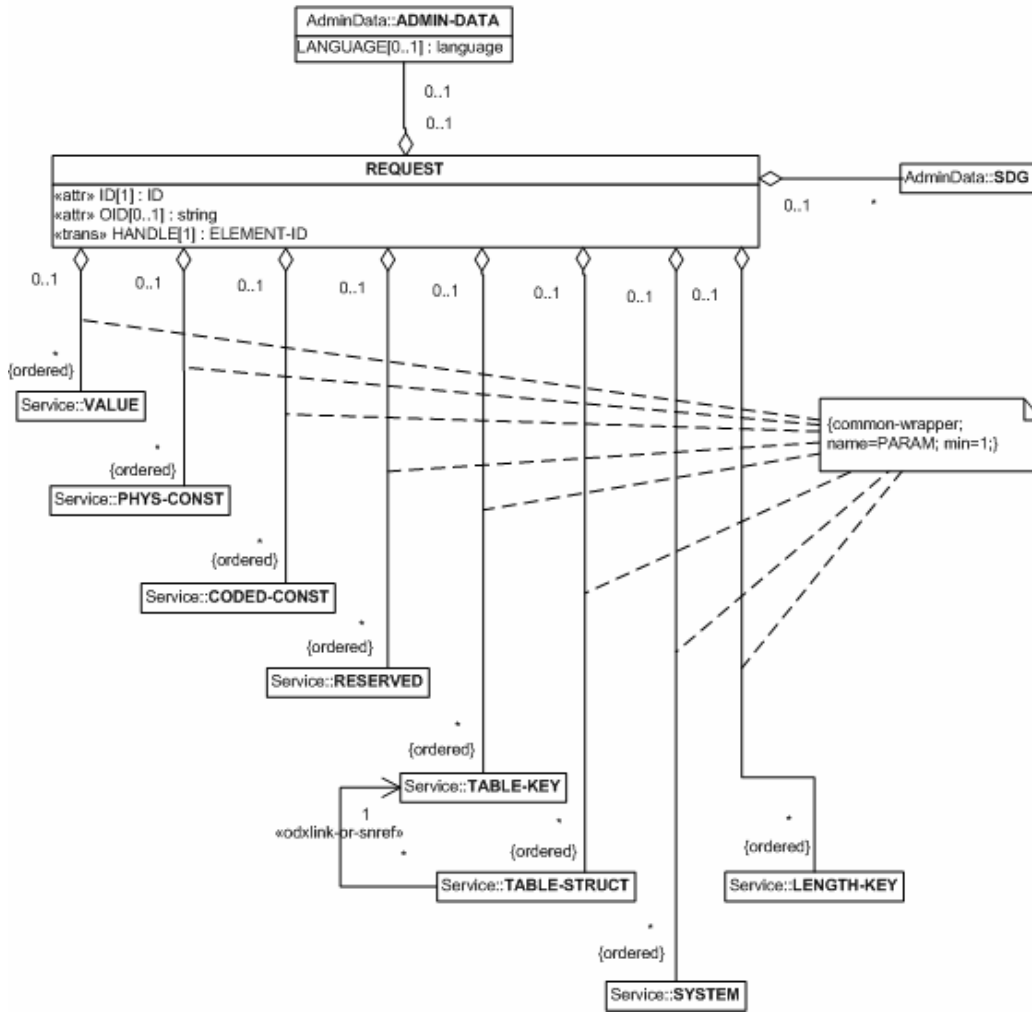 AdminData::ADMIN-DATA
LANGUAGE[0..1] : language
0..1
0..1
REQUEST
«attr» ID[1] : ID
«attr» OID[0..1] : string
«trans» HANDLE[1] : ELEMENT-ID
AdminData::SDG
0..1
*
0..1
0..1
0..1
0..1
0..1
0..1
0..1
0..1
*
{ordered}
Service::VALUE
{common-wrapper;
name=PARAM; min=1;}
*
{ordered}
Service::PHYS-CONST
*
{ordered}
Service::CODED-CONST
*
{ordered}
Service::RESERVED
*
{ordered}
Service::TABLE-KEY
1
«odxlink-or-snref»
*
*
{ordered}
Service::TABLE-STRUCT
*
{ordered}
Service::LENGTH-KEY
*
{ordered}
Service::SYSTEM